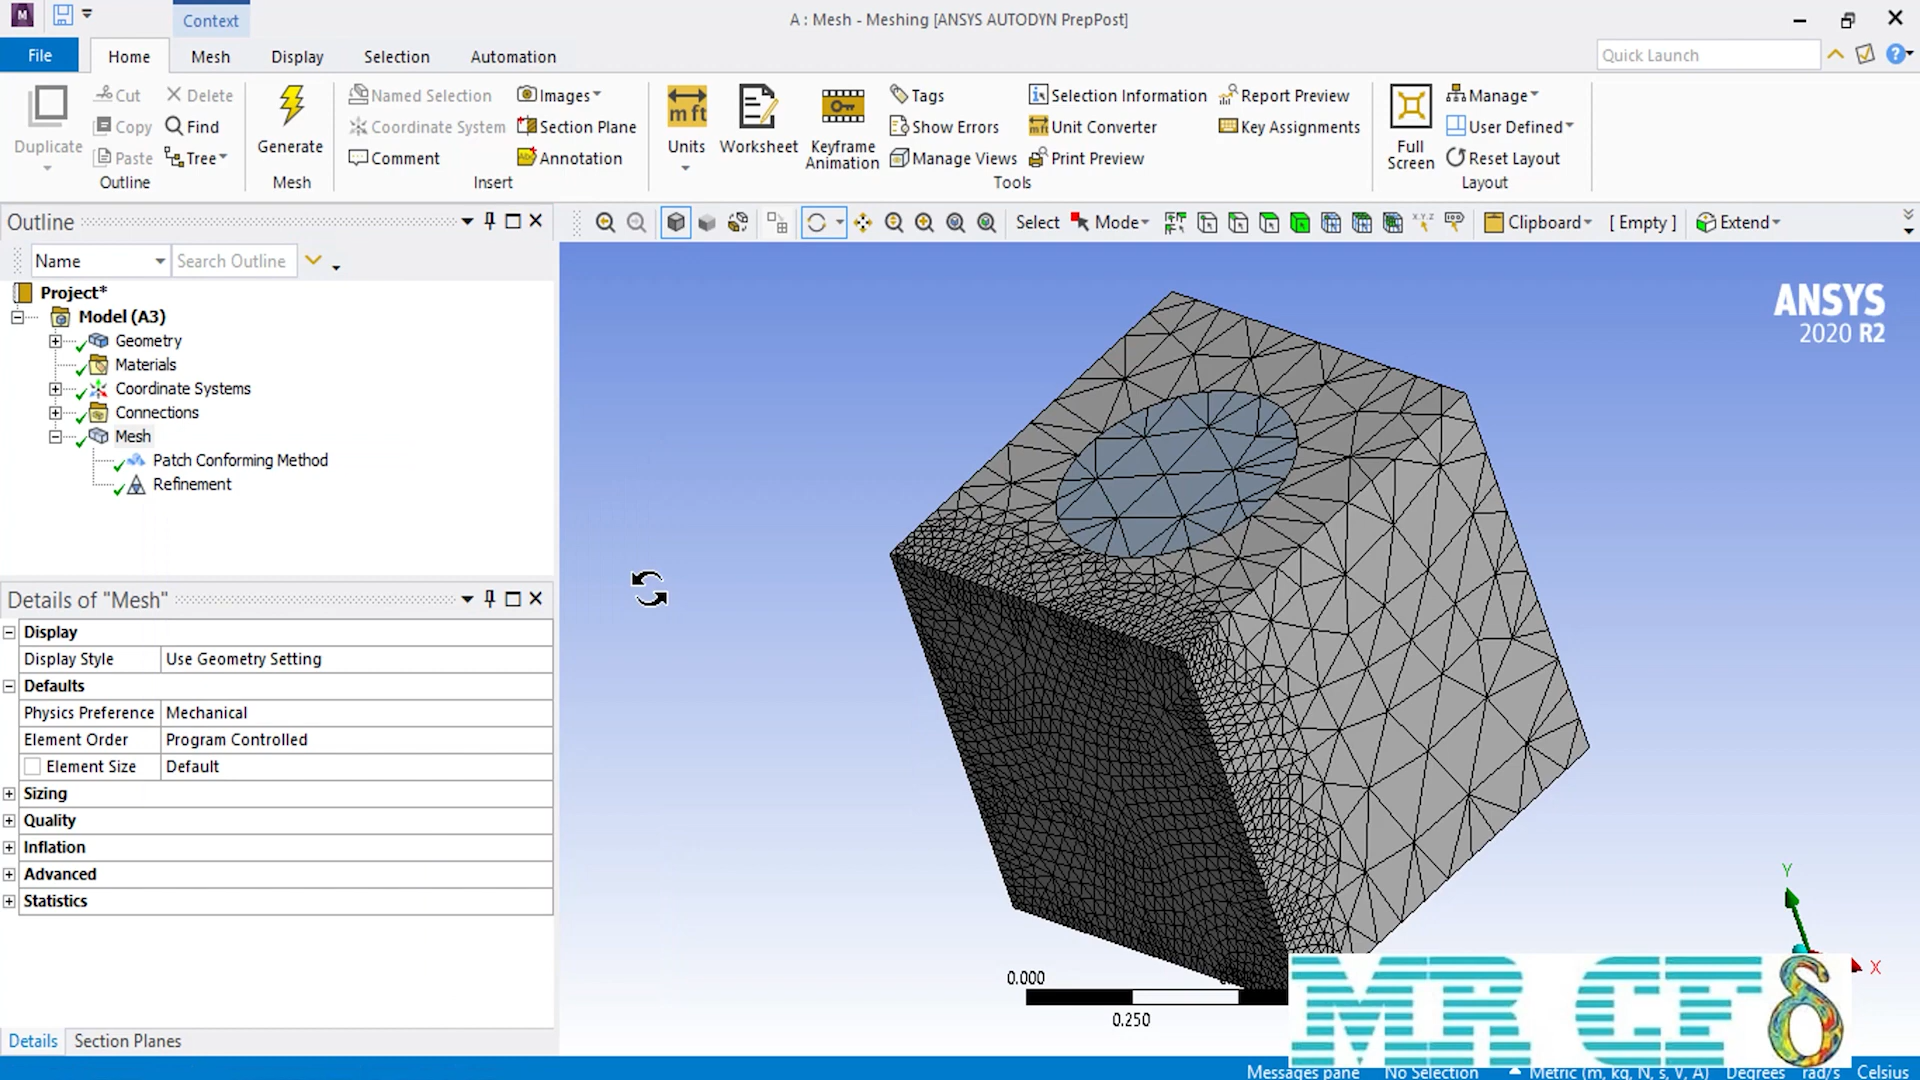 M
Context
A : Mesh - Meshing [ANSYS AUTODYN PrepPost]
File
Home
Mesh
Display
Selection
Automation
Quick Launch
Duplicate
Cut
Copy
Paste
Delete
Find
Tree
Outline
Generate
Mesh
Named Selection
Coordinate System
Comment
Images
Section Plane
Annotation
Insert
Units
Worksheet
Keyframe
Animation
Tags
Show Errors
Manage Views
Selection Information
Unit Converter
Print Preview
Report Preview
Key Assignments
Tools
Full
Screen
Manage
User Defined
Reset Layout
Layout
Outline
Select
Mode
Clipboard
[ Empty ]
Extend
Name
Search Outline
Project*
Model (A3)
Geometry
Materials
Coordinate Systems
Connections
Mesh
Patch Conforming Method
Refinement
ANSYS
2020 R2
Details of "Mesh"
Display
Display Style Use Geometry Setting
Defaults
Physics Preference Mechanical
Element Order Program Controlled
Element Size Default
Sizing
Quality
Inflation
Advanced
Statistics
Y
X
0.000
0.250
MR CFδ
Details
Section Planes
Messages pane No Selection Metric (m, kg, N, s, V, A) Degrees rad/s Celsius